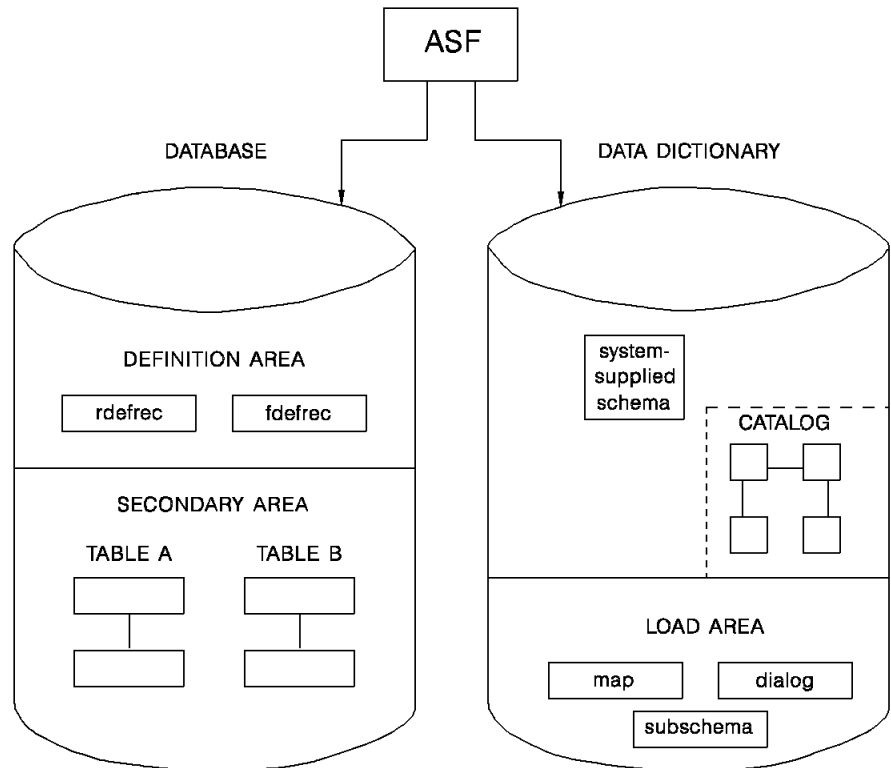 ASF
DATABASE
DATA DICTIONARY
DEFINITION AREA
rdefrec
fdefrec
SECONDARY AREA
TABLE A
TABLE B
system-
supplied
schema
CATALOG
LOAD AREA
map
dialog
subschema